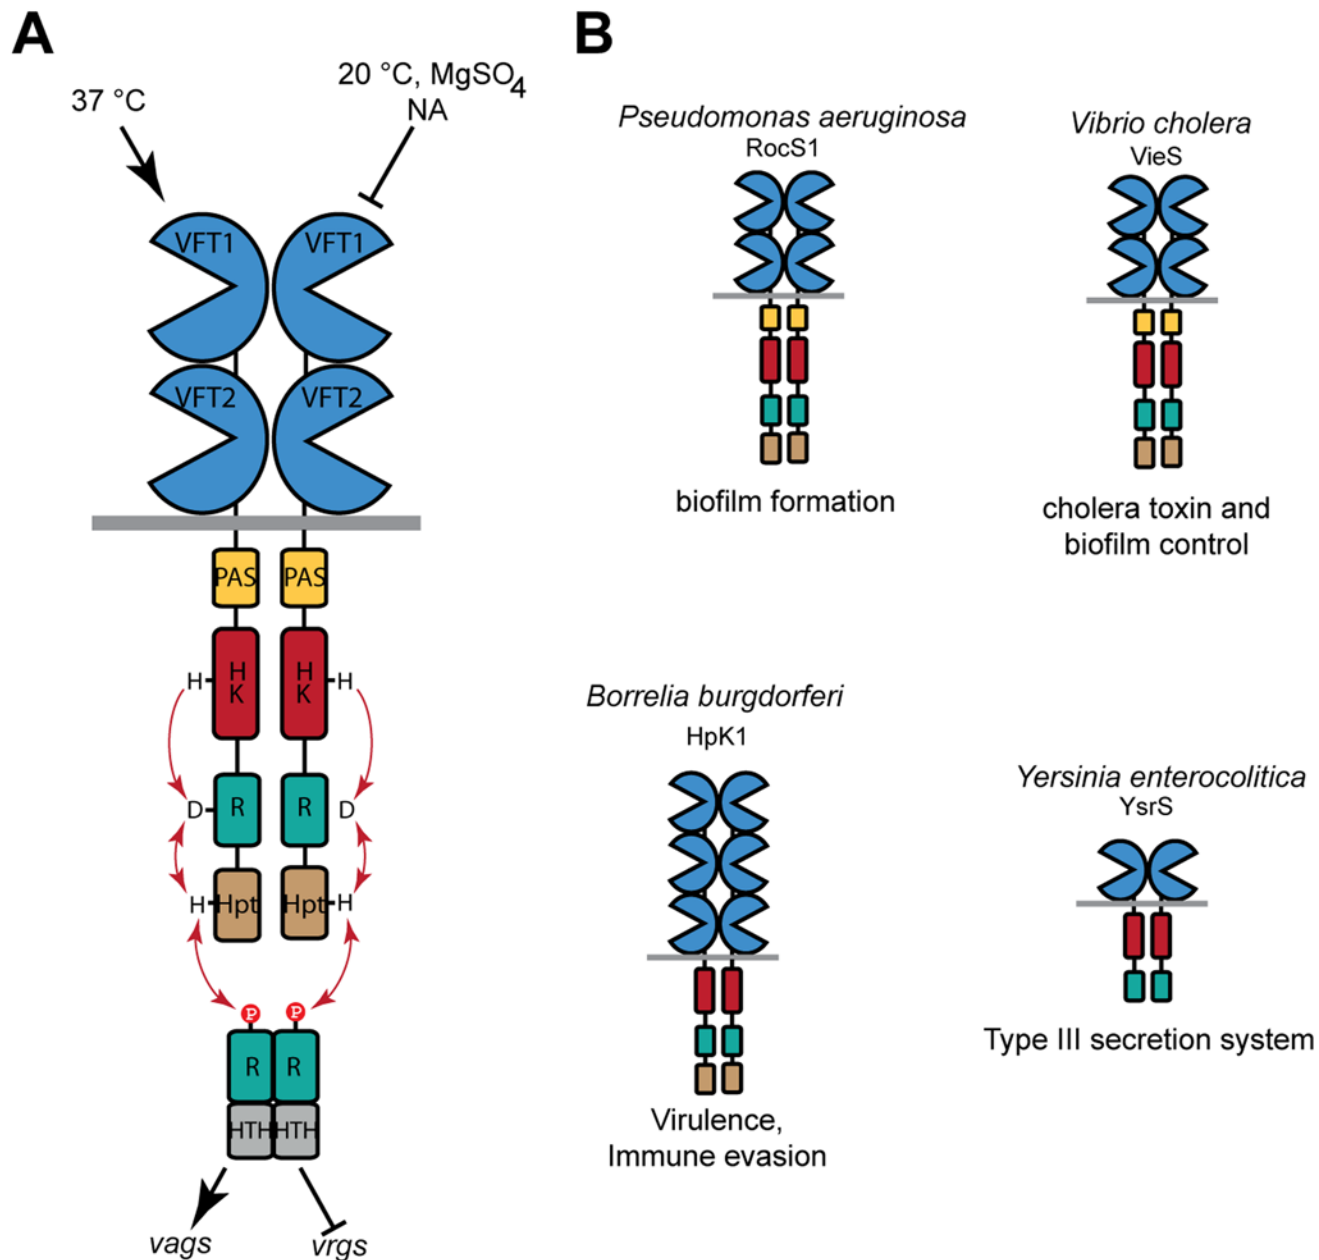 A
37 °C
20 °C, MgSO4
NA
VFT1 VFT1
VFT2 VFT2
PAS PAS
H H
K K
H H
D R R D
H Hpt Hpt H
P P
R R
HTH HTH
vags vrgs
B
Pseudomonas aeruginosa
RocS1
biofilm formation
Vibrio cholera
VieS
cholera toxin and
biofilm control
Borrelia burgdorferi
HpK1
Virulence,
Immune evasion
Yersinia enterocolitica
YsrS
Type III secretion system